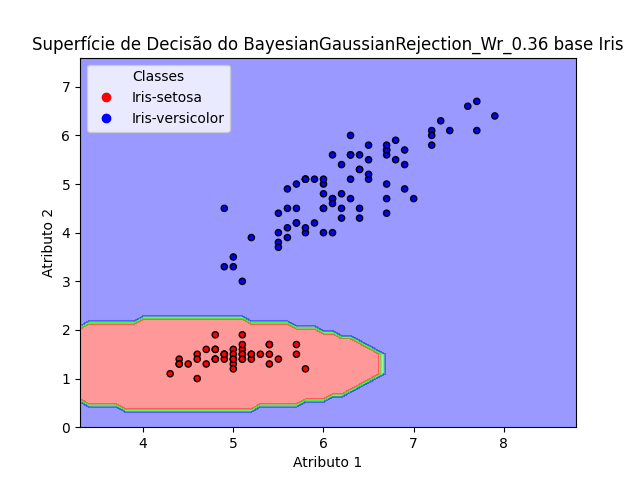 Superfície de Decisão do BayesianGaussianRejection_Wr_0.36 base Iris
Classes
Iris-setosa
Iris-versicolor
7
6
5
4
3
2
1
0
Atributo 2
4
5
6
7
8
Atributo 1